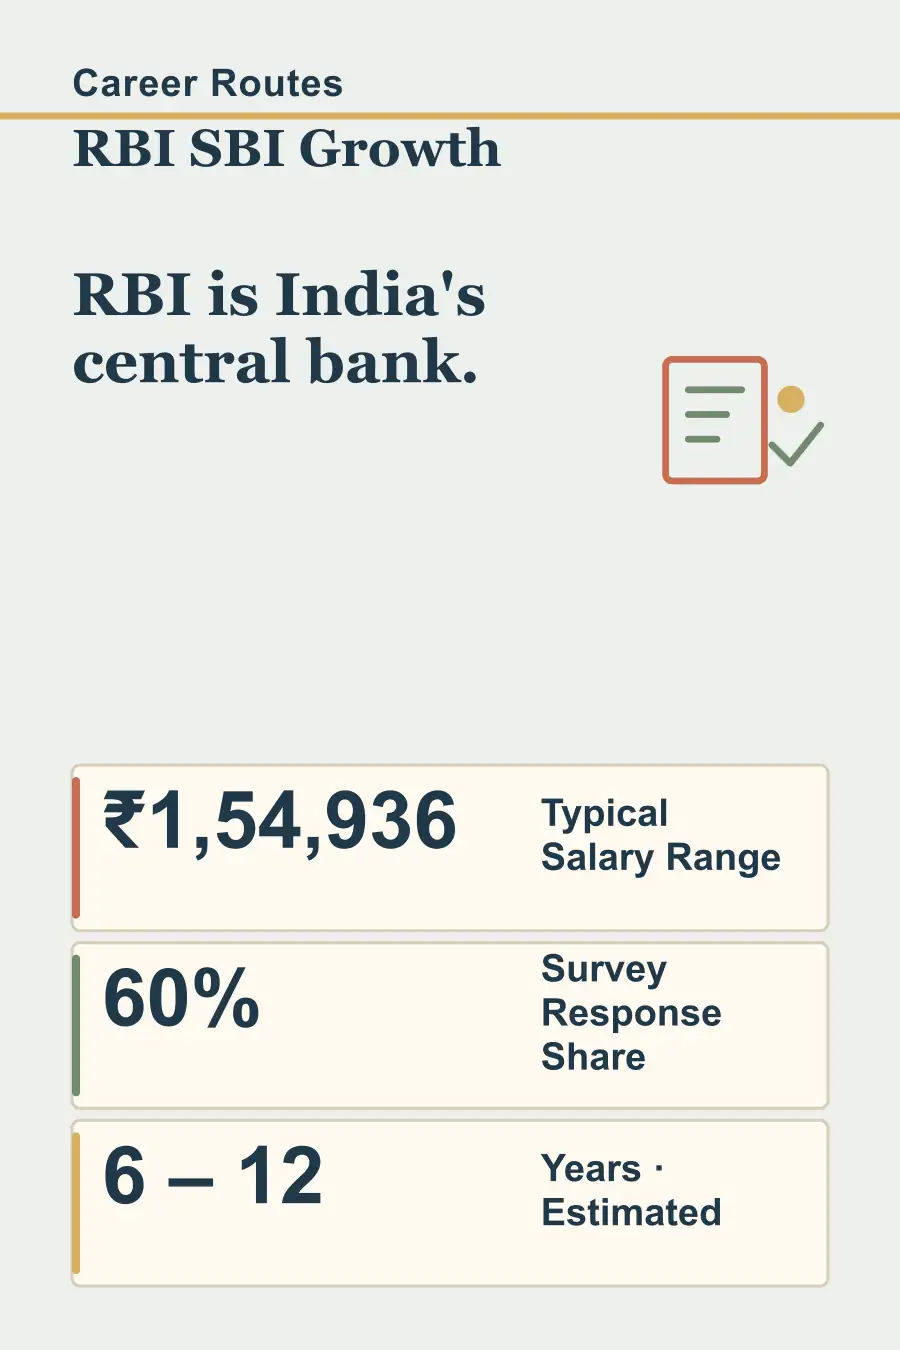 Career Routes
RBI SBI Growth
RBI is India's
central bank.
₹1,54,936
Typical
Salary Range
60%
Survey
Response
Share
6 – 12
Years ·
Estimated